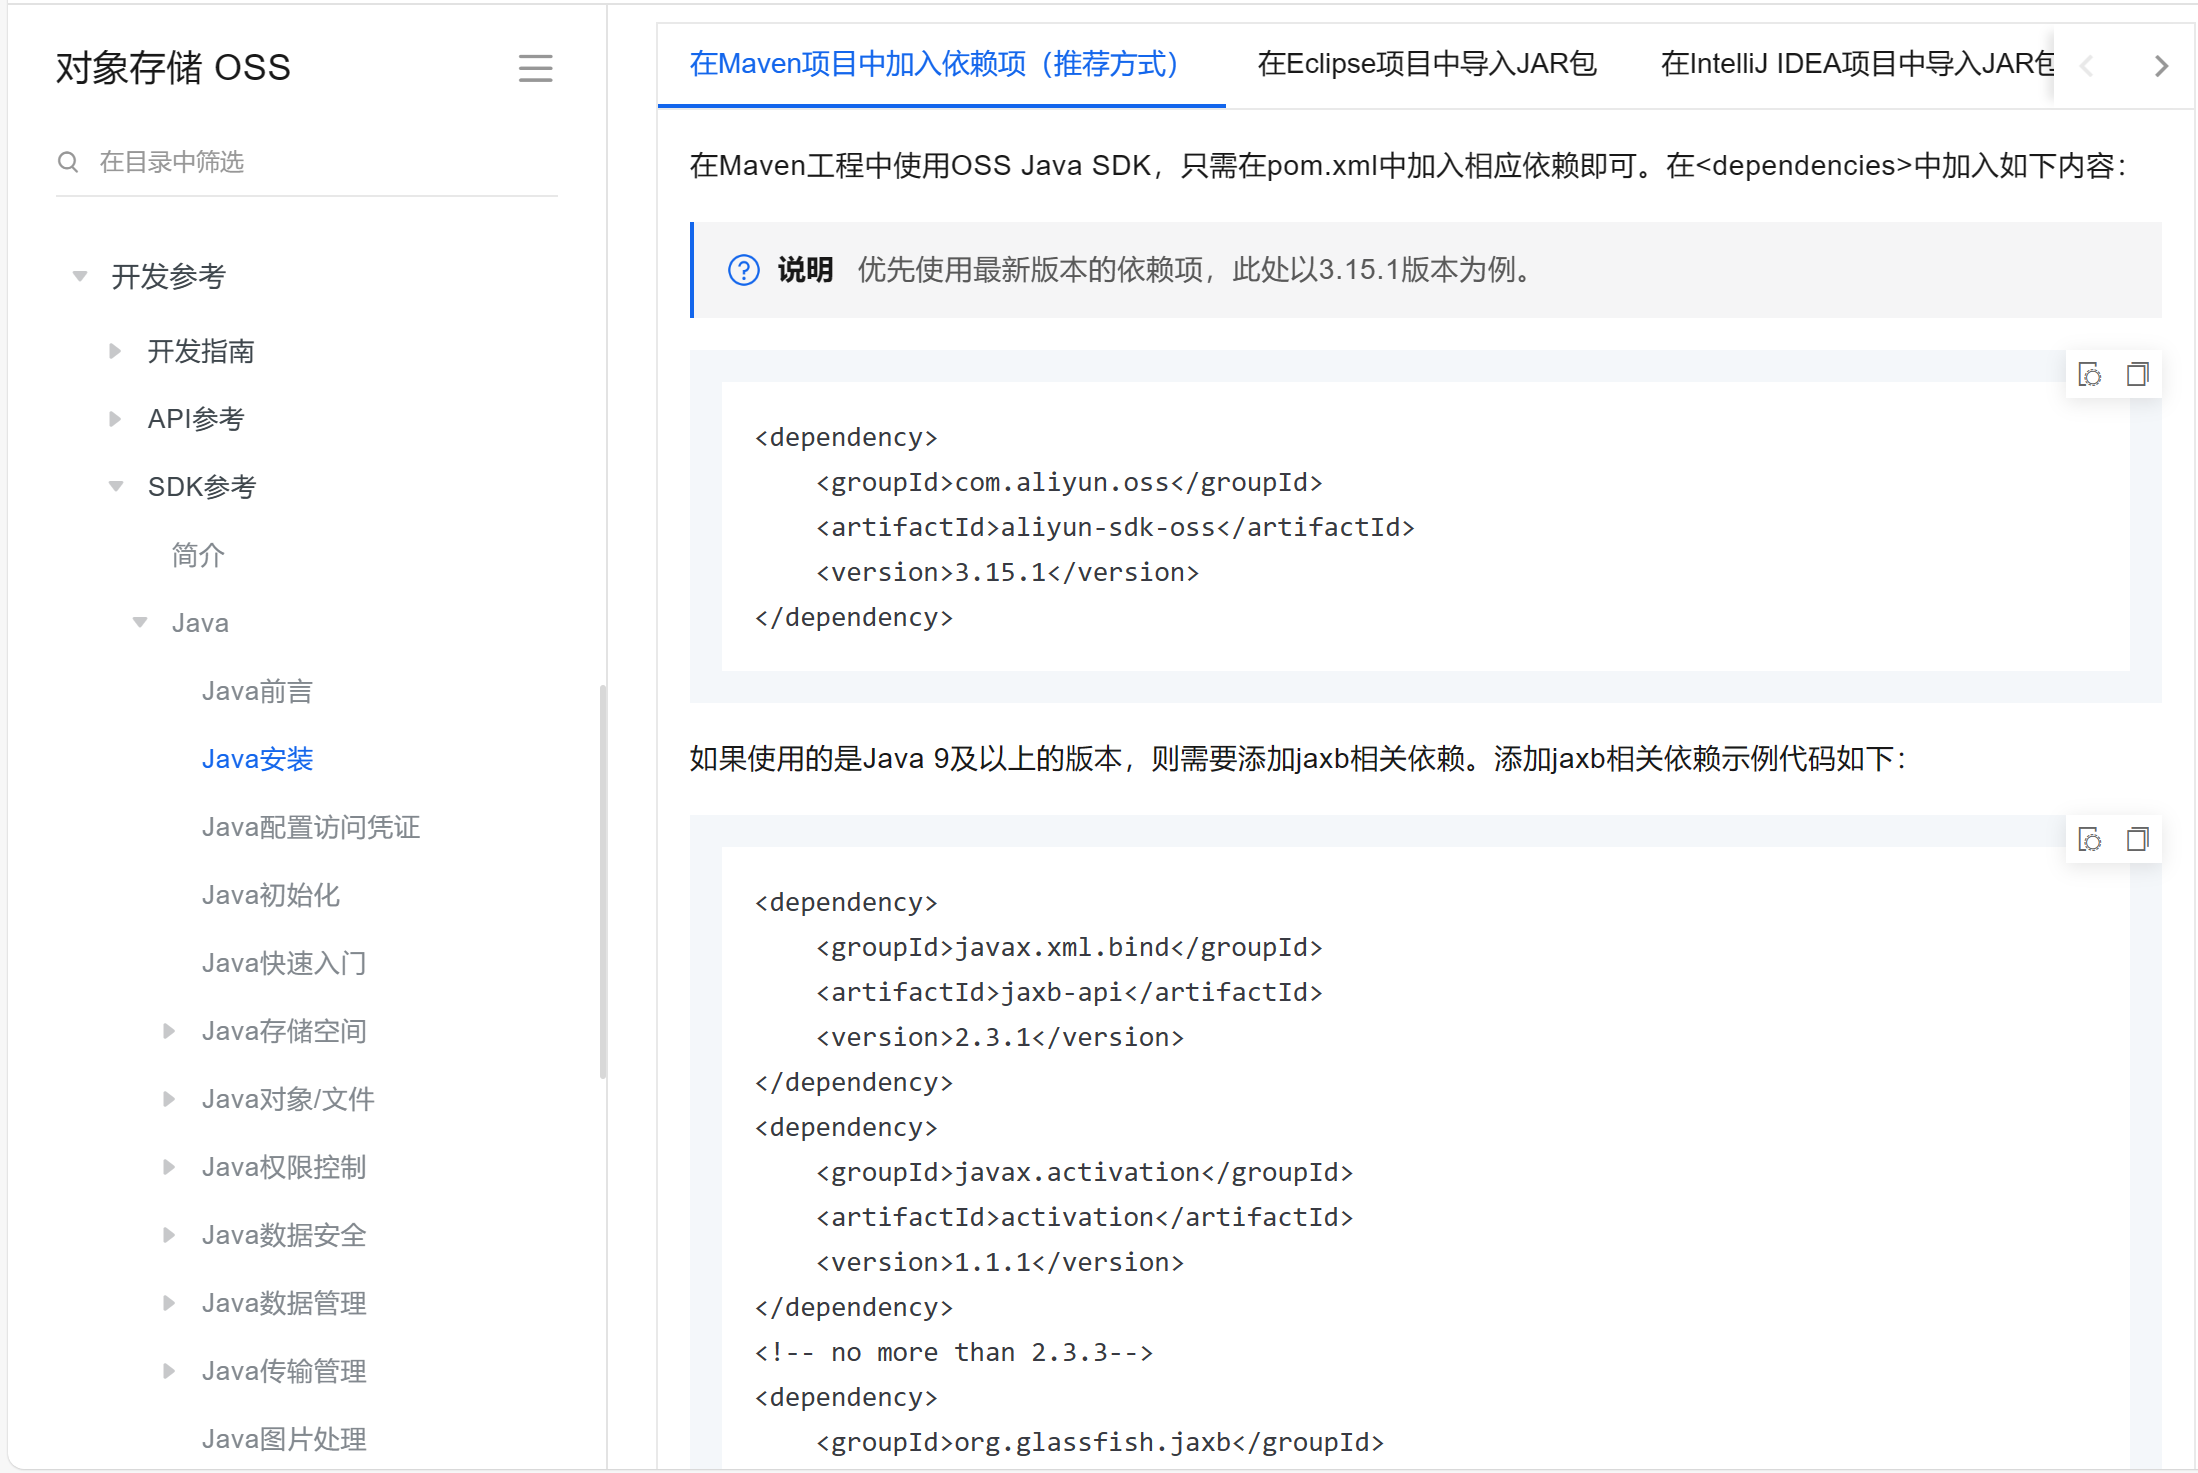 对象存储 OSS
在目录中筛选
开发参考
开发指南
API参考
SDK参考
简介
Java
Java前言
Java安装
Java配置访问凭证
Java初始化
Java快速入门
Java存储空间
Java对象/文件
Java权限控制
Java数据安全
Java数据管理
Java传输管理
Java图片处理
在Maven项目中加入依赖项（推荐方式） 在Eclipse项目中导入JAR包 在IntelliJ IDEA项目中导入JAR包
在Maven工程中使用OSS Java SDK，只需在pom.xml中加入相应依赖即可。在<dependencies>中加入如下内容：
说明 优先使用最新版本的依赖项，此处以3.15.1版本为例。
<dependency>
    <groupId>com.aliyun.oss</groupId>
    <artifactId>aliyun-sdk-oss</artifactId>
    <version>3.15.1</version>
</dependency>
如果使用的是Java 9及以上的版本，则需要添加jaxb相关依赖。添加jaxb相关依赖示例代码如下：
<dependency>
    <groupId>javax.xml.bind</groupId>
    <artifactId>jaxb-api</artifactId>
    <version>2.3.1</version>
</dependency>
<dependency>
    <groupId>javax.activation</groupId>
    <artifactId>activation</artifactId>
    <version>1.1.1</version>
</dependency>
<!-- no more than 2.3.3-->
<dependency>
    <groupId>org.glassfish.jaxb</groupId>